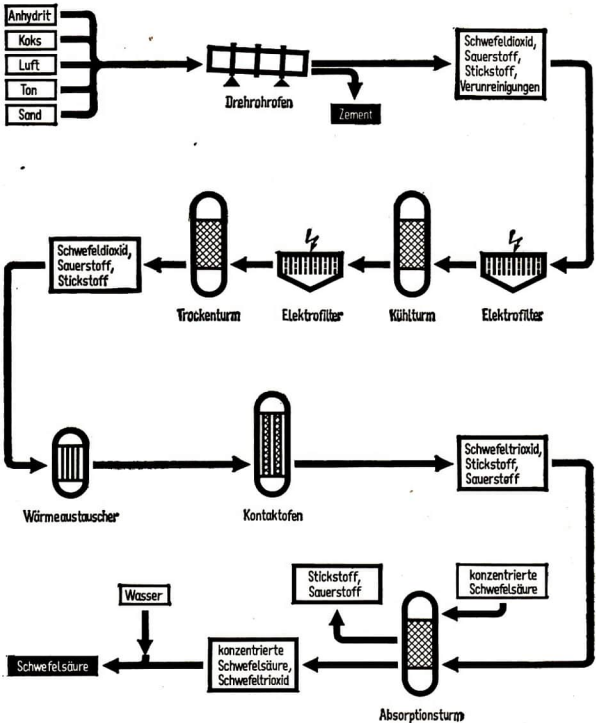 Anhydrit
Koks
Luft
Ton
Sand
Drehrohrofen
Zement
Schwefeldioxid,
Sauerstoff,
Stickstoff,
Verunreinigungen
Schwefeldioxid,
Sauerstoff,
Stickstoff
Trockenturm
Elektrofilter
Kühlturm
Elektrofilter
Wärmeaustauscher
Kontaktofen
Schwefeltrioxid,
Stickstoff,
Sauerstoff
Wasser
Stickstoff,
Sauerstoff
konzentrierte
Schwefelsäure
Schwefelsäure
konzentrierte
Schwefelsäure,
Schwefeltrioxid
Absorptionsturm